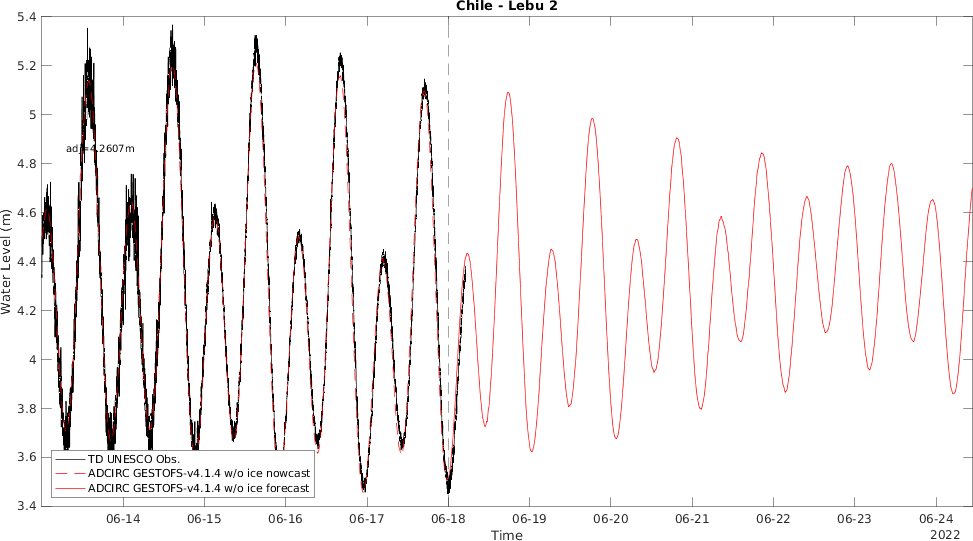 Chile - Lebu 2
5.4
5.2
5
4.8
4.6
4.4
4.2
4
3.8
3.6
3.4
Water Level (m)
adj=4.2607m
TD UNESCO Obs.
ADCIRC GESTOFS-v4.1.4 w/o ice nowcast
ADCIRC GESTOFS-v4.1.4 w/o ice forecast
06-14 06-15 06-16 06-17 06-18 06-19 06-20 06-21 06-22 06-23 06-24
2022
Time